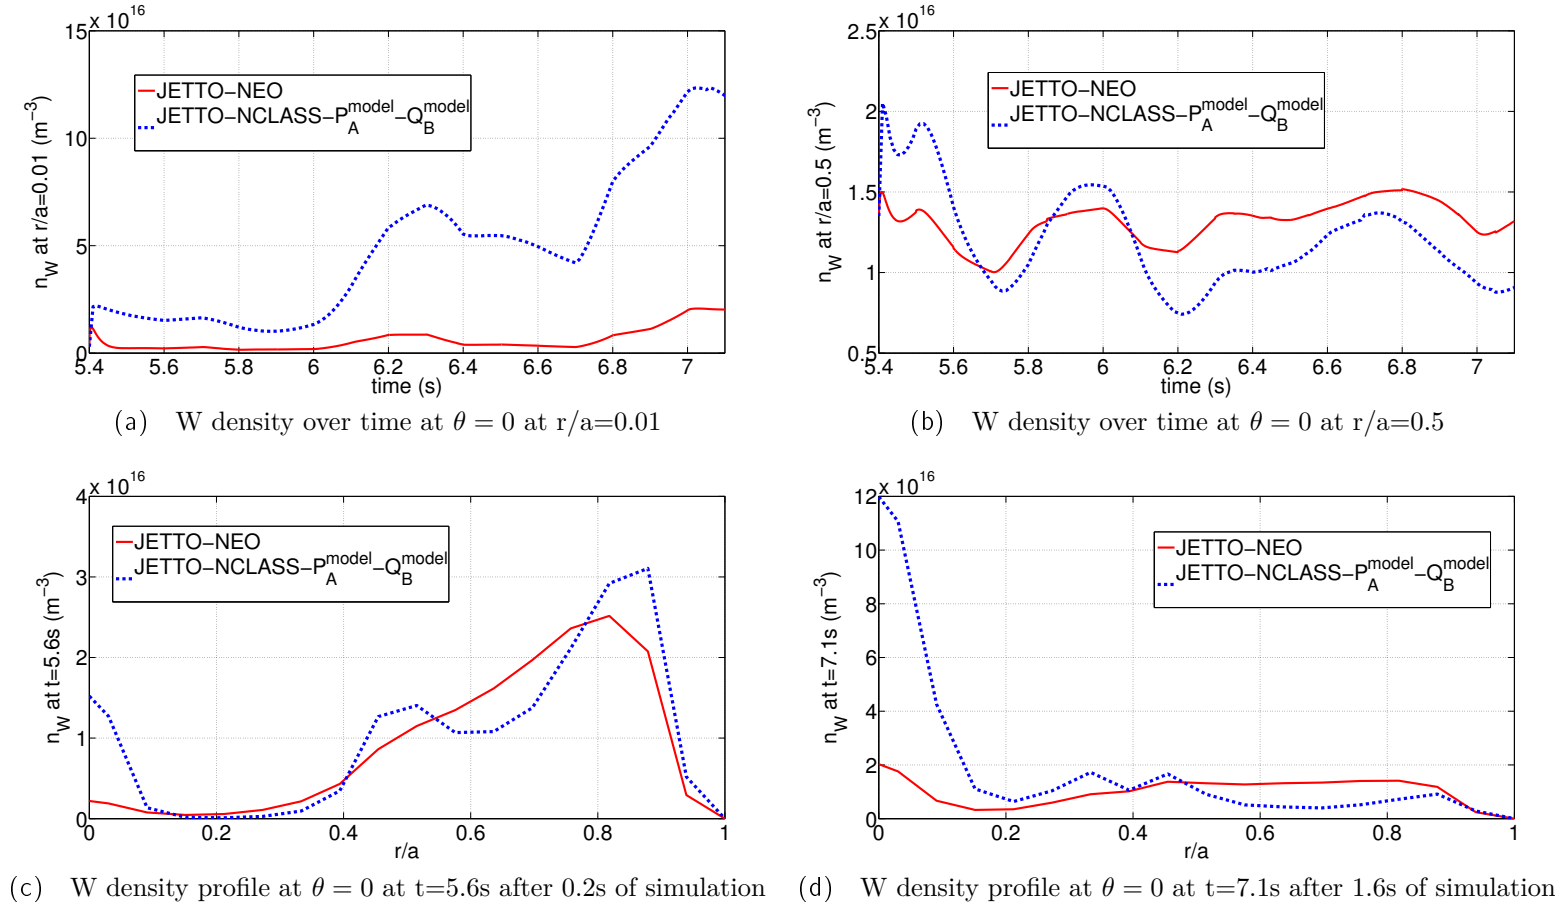 x 10^16
15
10
5
0
n_W at r/a=0.01 (m^−3)
JETTO−NEO
JETTO−NCLASS−P_A^model−Q_B^model
5.4 5.6 5.8 6 6.2 6.4 6.6 6.8 7
time (s)
(a) W density over time at θ = 0 at r/a=0.01
x 10^16
2.5
2
1.5
1
0.5
n_W at r/a=0.5 (m^−3)
JETTO−NEO
JETTO−NCLASS−P_A^model−Q_B^model
5.4 5.6 5.8 6 6.2 6.4 6.6 6.8 7
time (s)
(b) W density over time at θ = 0 at r/a=0.5
x 10^16
4
3
2
1
0
n_W at t=5.6s (m^−3)
JETTO−NEO
JETTO−NCLASS−P_A^model−Q_B^model
0 0.2 0.4 0.6 0.8 1
r/a
(c) W density profile at θ = 0 at t=5.6s after 0.2s of simulation
x 10^16
12
10
8
6
4
2
0
n_W at t=7.1s (m^−3)
JETTO−NEO
JETTO−NCLASS−P_A^model−Q_B^model
0 0.2 0.4 0.6 0.8 1
r/a
(d) W density profile at θ = 0 at t=7.1s after 1.6s of simulation